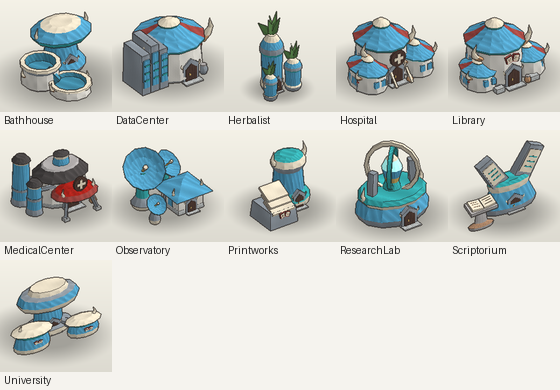 Bathhouse
DataCenter
Herbalist
Hospital
Library
MedicalCenter
Observatory
Printworks
ResearchLab
Scriptorium
University